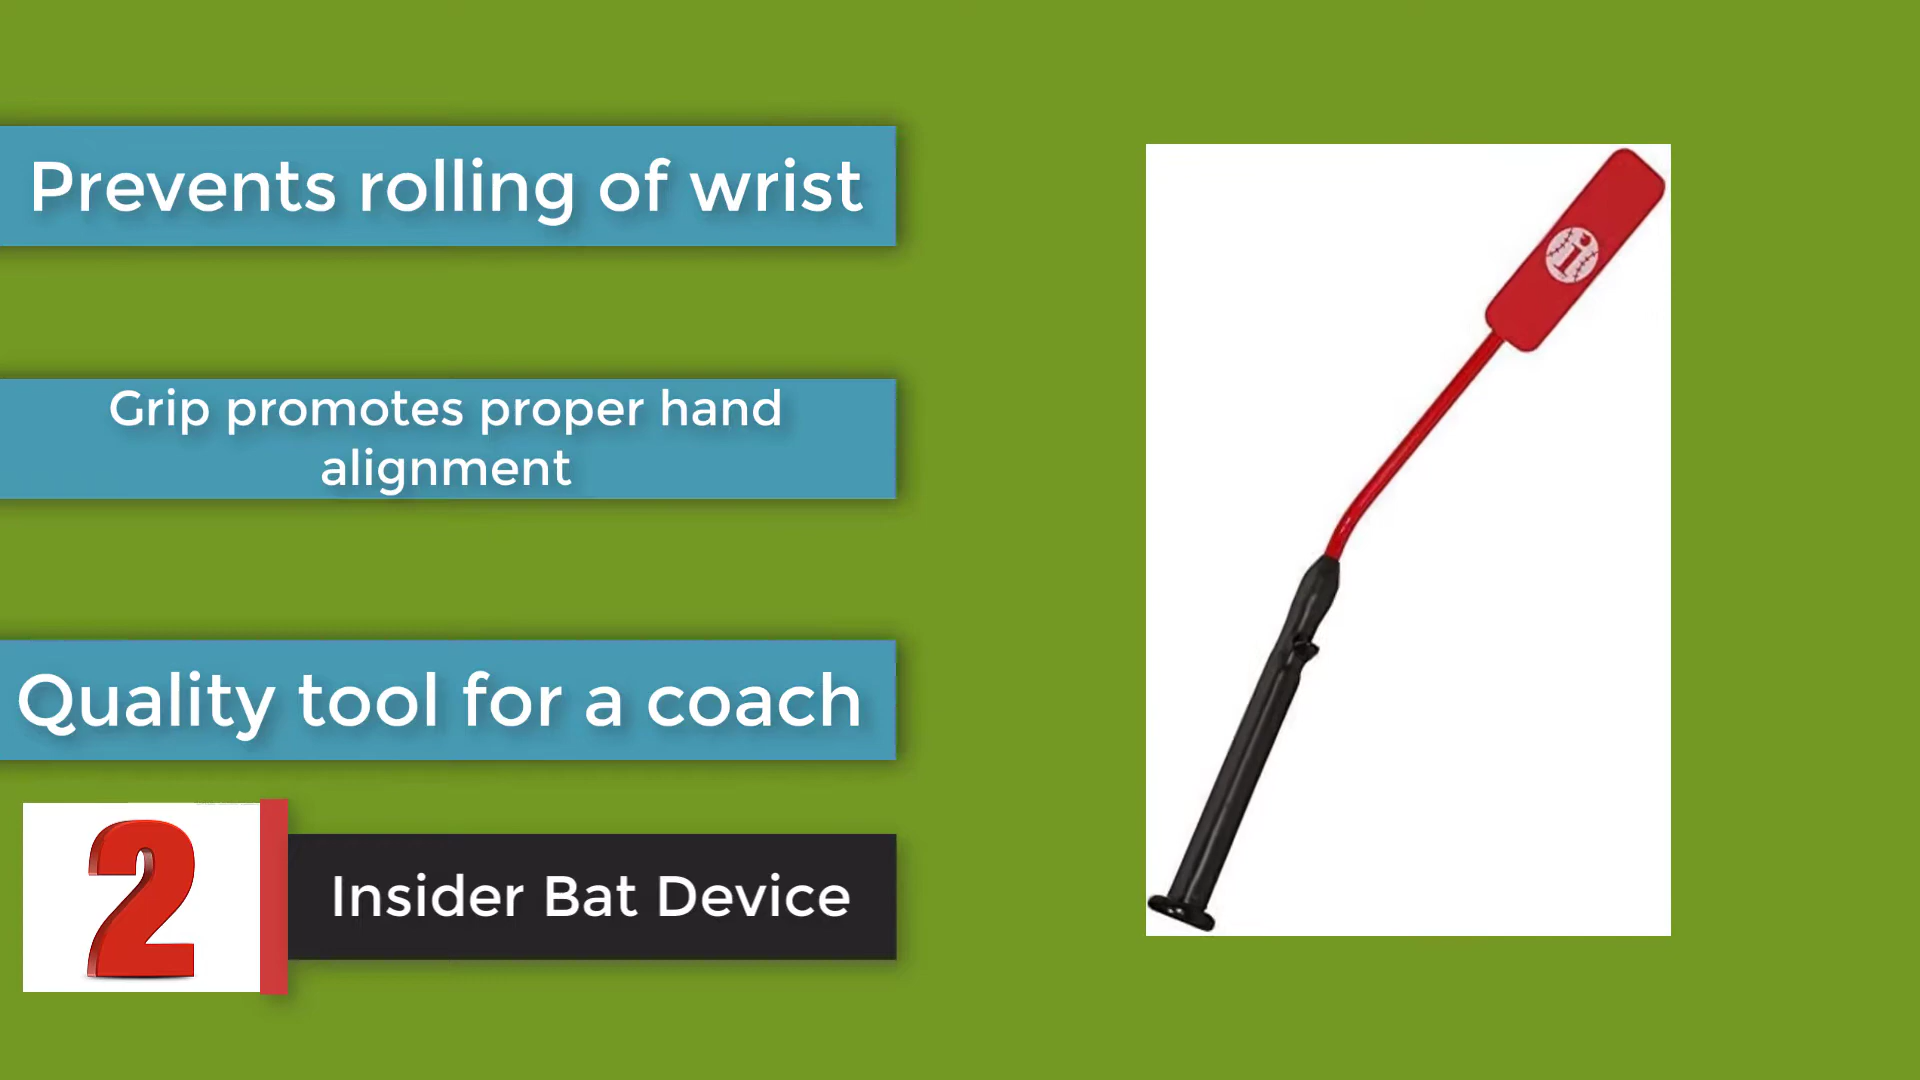 Prevents rolling of wrist
Grip promotes proper hand
alignment
Quality tool for a coach
2
Insider Bat Device